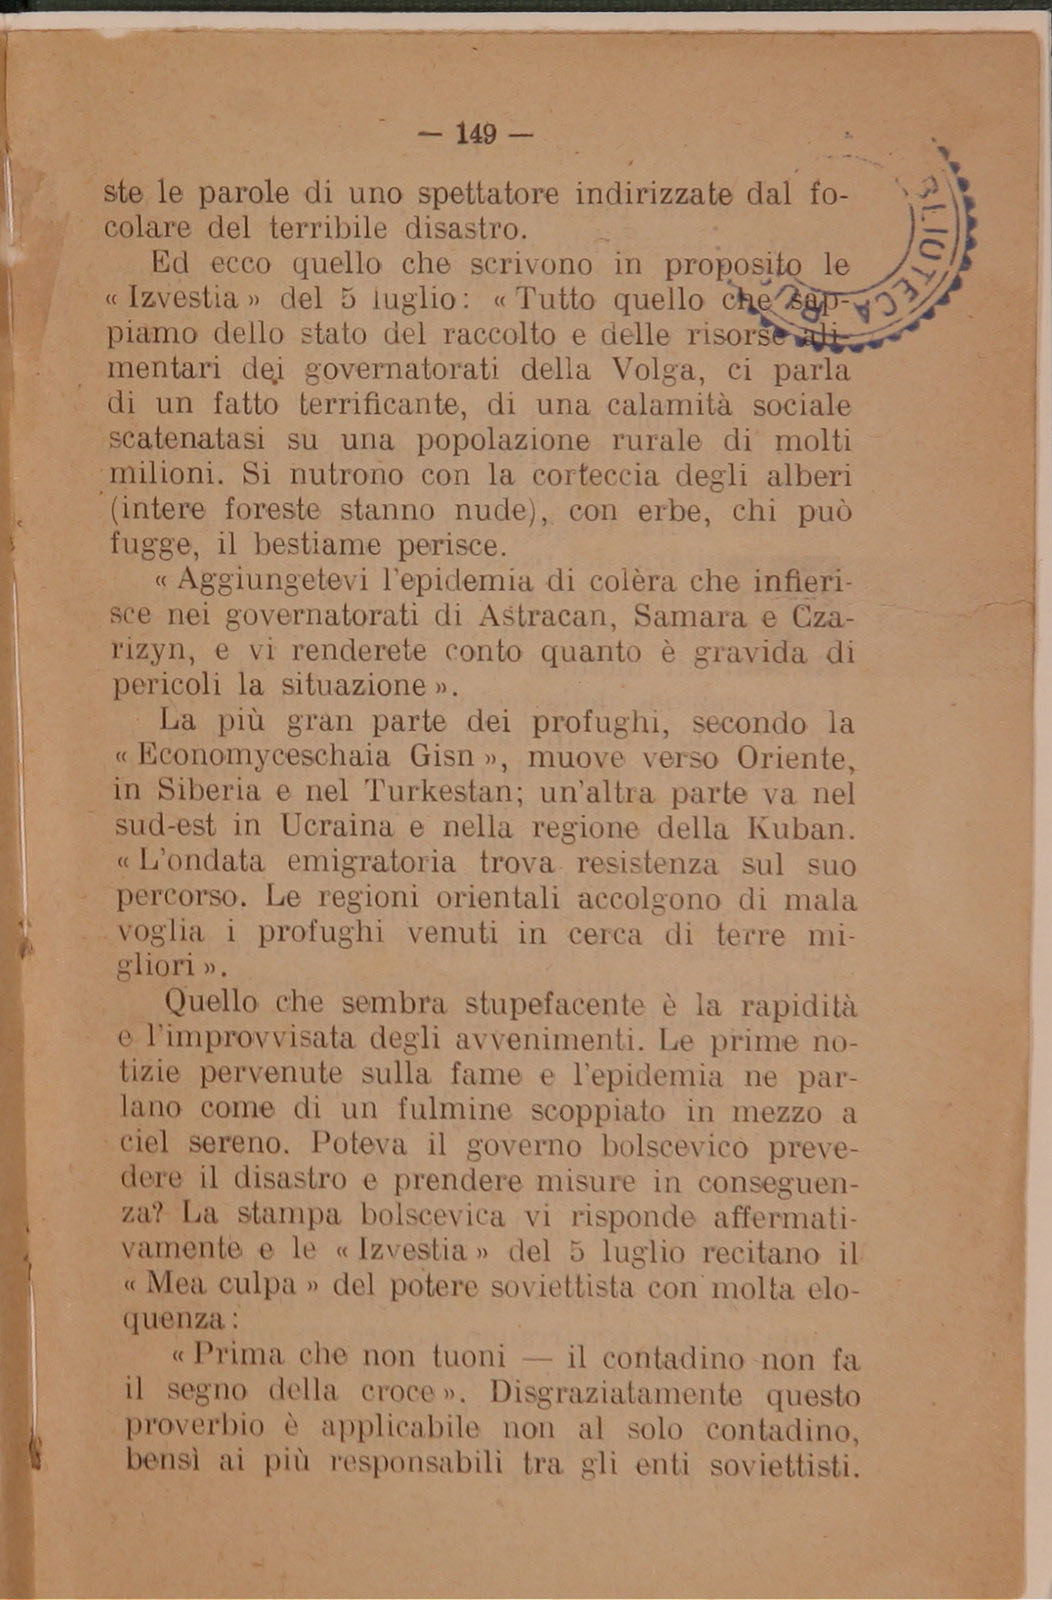 — 149 —
ste le parole di uno spettatore indirizzate dal fo-
colare del terribile disastro.
Ed ecco quello che scrivono in proposito le
« Izvestia » del 5 luglio: « Tutto quello che sap-
piamo dello stato del raccolto e delle risorse ali-
mentari dei governatorati della Volga, ci parla
di un fatto terrificante, di una calamità sociale
scatenatasi su una popolazione rurale di molti
milioni. Si nutrono con la corteccia degli alberi
(intere foreste stanno nude), con erbe, chi può
fugge, il bestiame perisce.
« Aggiungetevi l'epidemia di colèra che infieri-
sce nei governatorati di Astracan, Samara e Cza-
rizyn, e vi renderete conto quanto è gravida di
pericoli la situazione ».
La più gran parte dei profughi, secondo la
« Economyceschaia Gisn », muove verso Oriente,
in Siberia e nel Turkestan; un'altra parte va nel
sud-est in Ucraina e nella regione della Kuban.
« L'ondata emigratoria trova resistenza sul suo
percorso. Le regioni orientali accolgono di mala
voglia i profughi venuti in cerca di terre mi-
gliori ».
Quello che sembra stupefacente è la rapidità
e l'improvvisata degli avvenimenti. Le prime no-
tizie pervenute sulla fame e l'epidemia ne par-
lano come di un fulmine scoppiato in mezzo a
ciel sereno. Poteva il governo bolscevico preve-
dere il disastro e prendere misure in conseguen-
za? La stampa bolscevica vi risponde affermati-
vamente e le « Izvestia » del 5 luglio recitano il
« Mea culpa » del potere soviettista con molta elo-
quenza:
« Prima che non tuoni — il contadino non fa
il segno della croce ». Disgraziatamente questo
proverbio è applicabile non al solo contadino,
bensì ai più responsabili tra gli enti soviettisti.
BLIOTECA